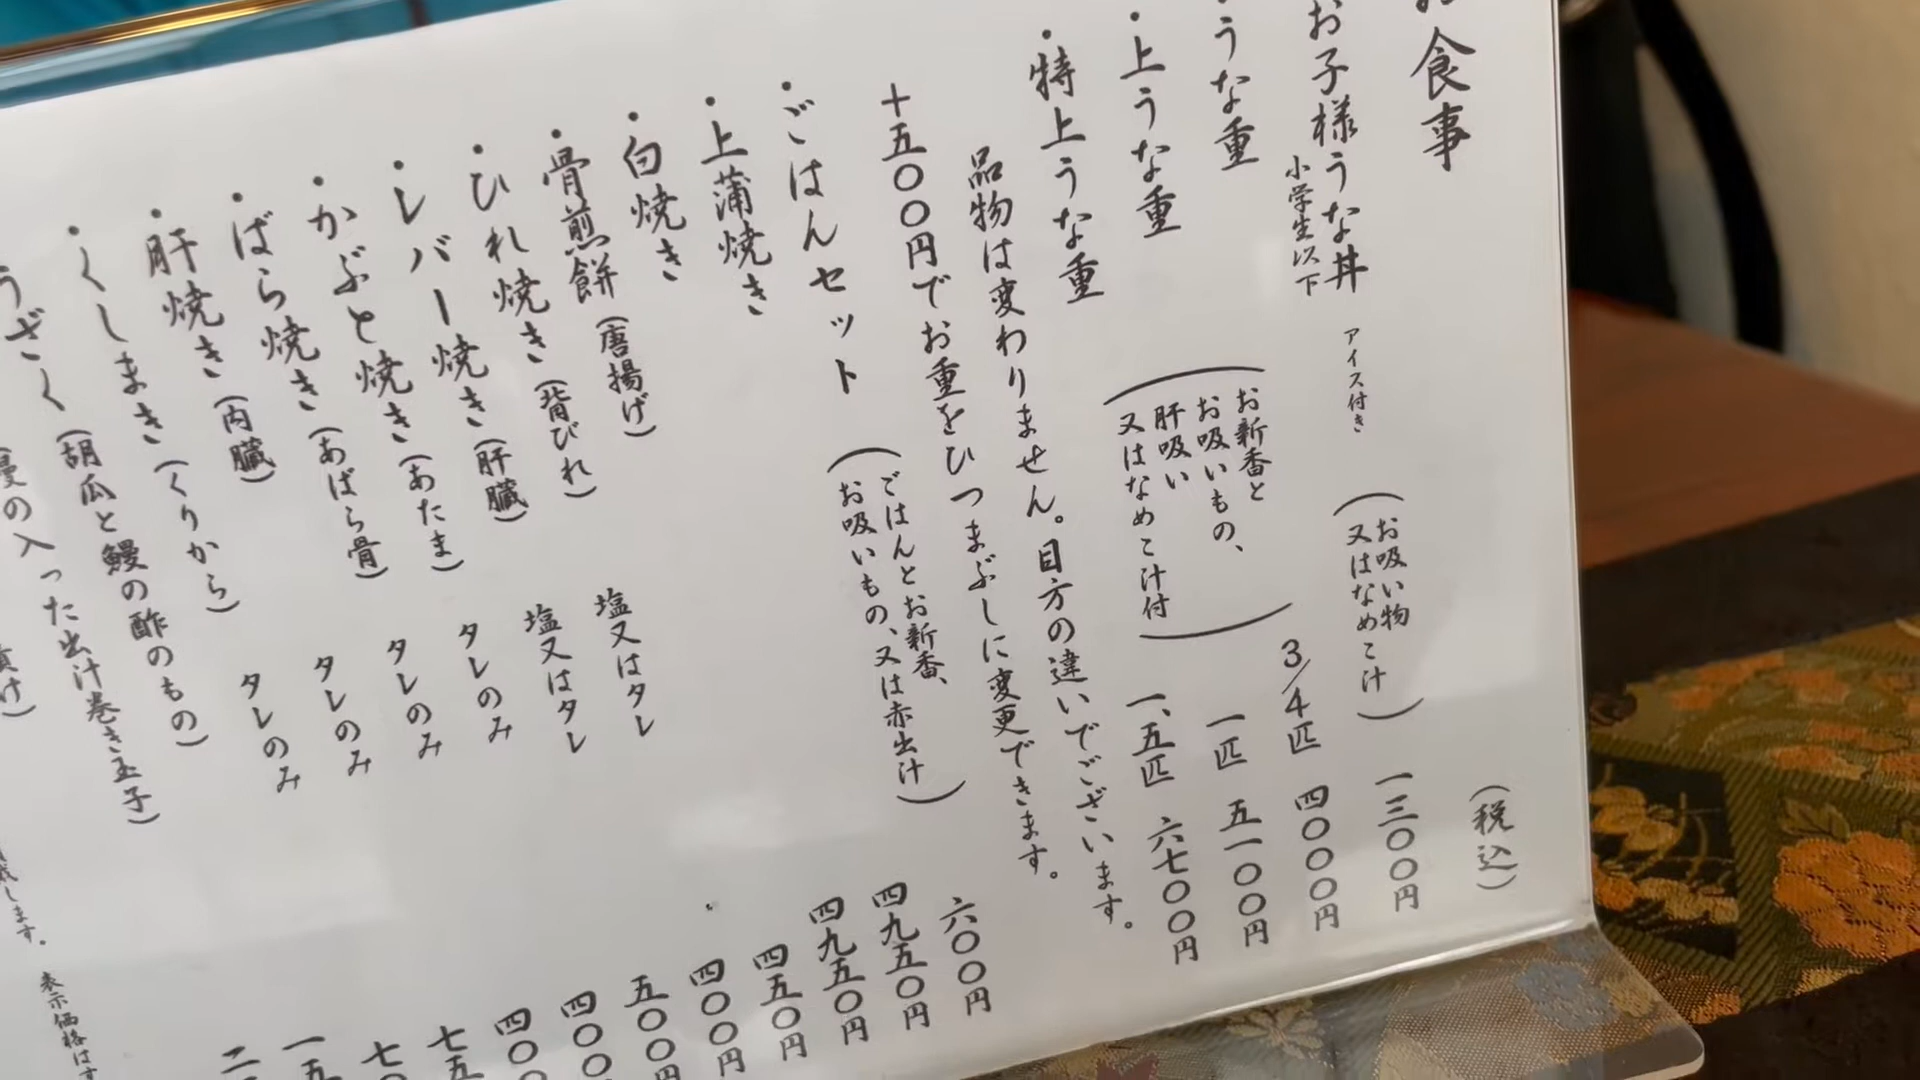 お食事
(税込)
お子様うな丼 小学生以下 アイス付き
(お吸い物
又はなめこ汁)
一三〇〇円
・うな重
3/4匹 四〇〇〇円
・上うな重
一匹 五一〇〇円
・特上うな重
一、五匹 六七〇〇円
(お新香と
お吸いもの、
肝吸い
又はなめこ汁付)
品物は変わりません。目方の違いでございます。
十五〇〇円でお重をひつまぶしに変更できます。
・ごはんセット
(ごはんとお新香、
お吸いもの、又は赤出汁)
六〇〇円
・上蒲焼き 四九五〇円
・白焼き 四九五〇円
・骨煎餅(唐揚げ) 四五〇円
・ひれ焼き(背びれ) 塩又はタレ 四〇〇円
・レバー焼き(肝臓) 塩又はタレ 五〇〇円
・かぶと焼き(あたま) タレのみ 四〇〇
・ばら焼き(あばら骨) タレのみ 四〇
・肝焼き(内臓) タレのみ 七五
・くしまき(くりから) タレのみ
うざく(胡瓜と鰻の酢のもの)
の入った出汁巻き玉子)
表示価格は